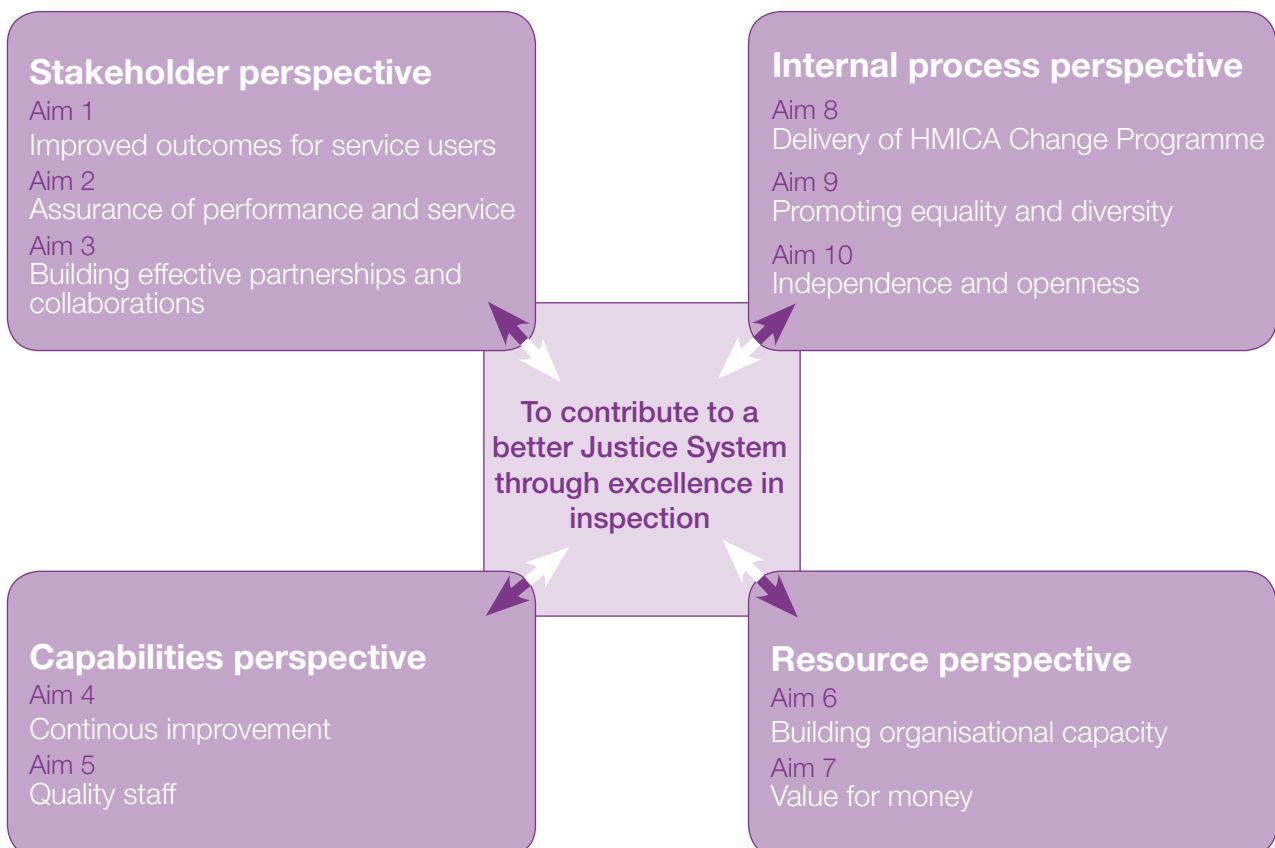 Stakeholder perspective
Aim 1
Improved outcomes for service users
Aim 2
Assurance of performance and service
Aim 3
Building effective partnerships and
collaborations
Internal process perspective
Aim 8
Delivery of HMICA Change Programme
Aim 9
Promoting equality and diversity
Aim 10
Independence and openness
To contribute to a
better Justice System
through excellence in
inspection
Capabilities perspective
Aim 4
Continous improvement
Aim 5
Quality staff
Resource perspective
Aim 6
Building organisational capacity
Aim 7
Value for money